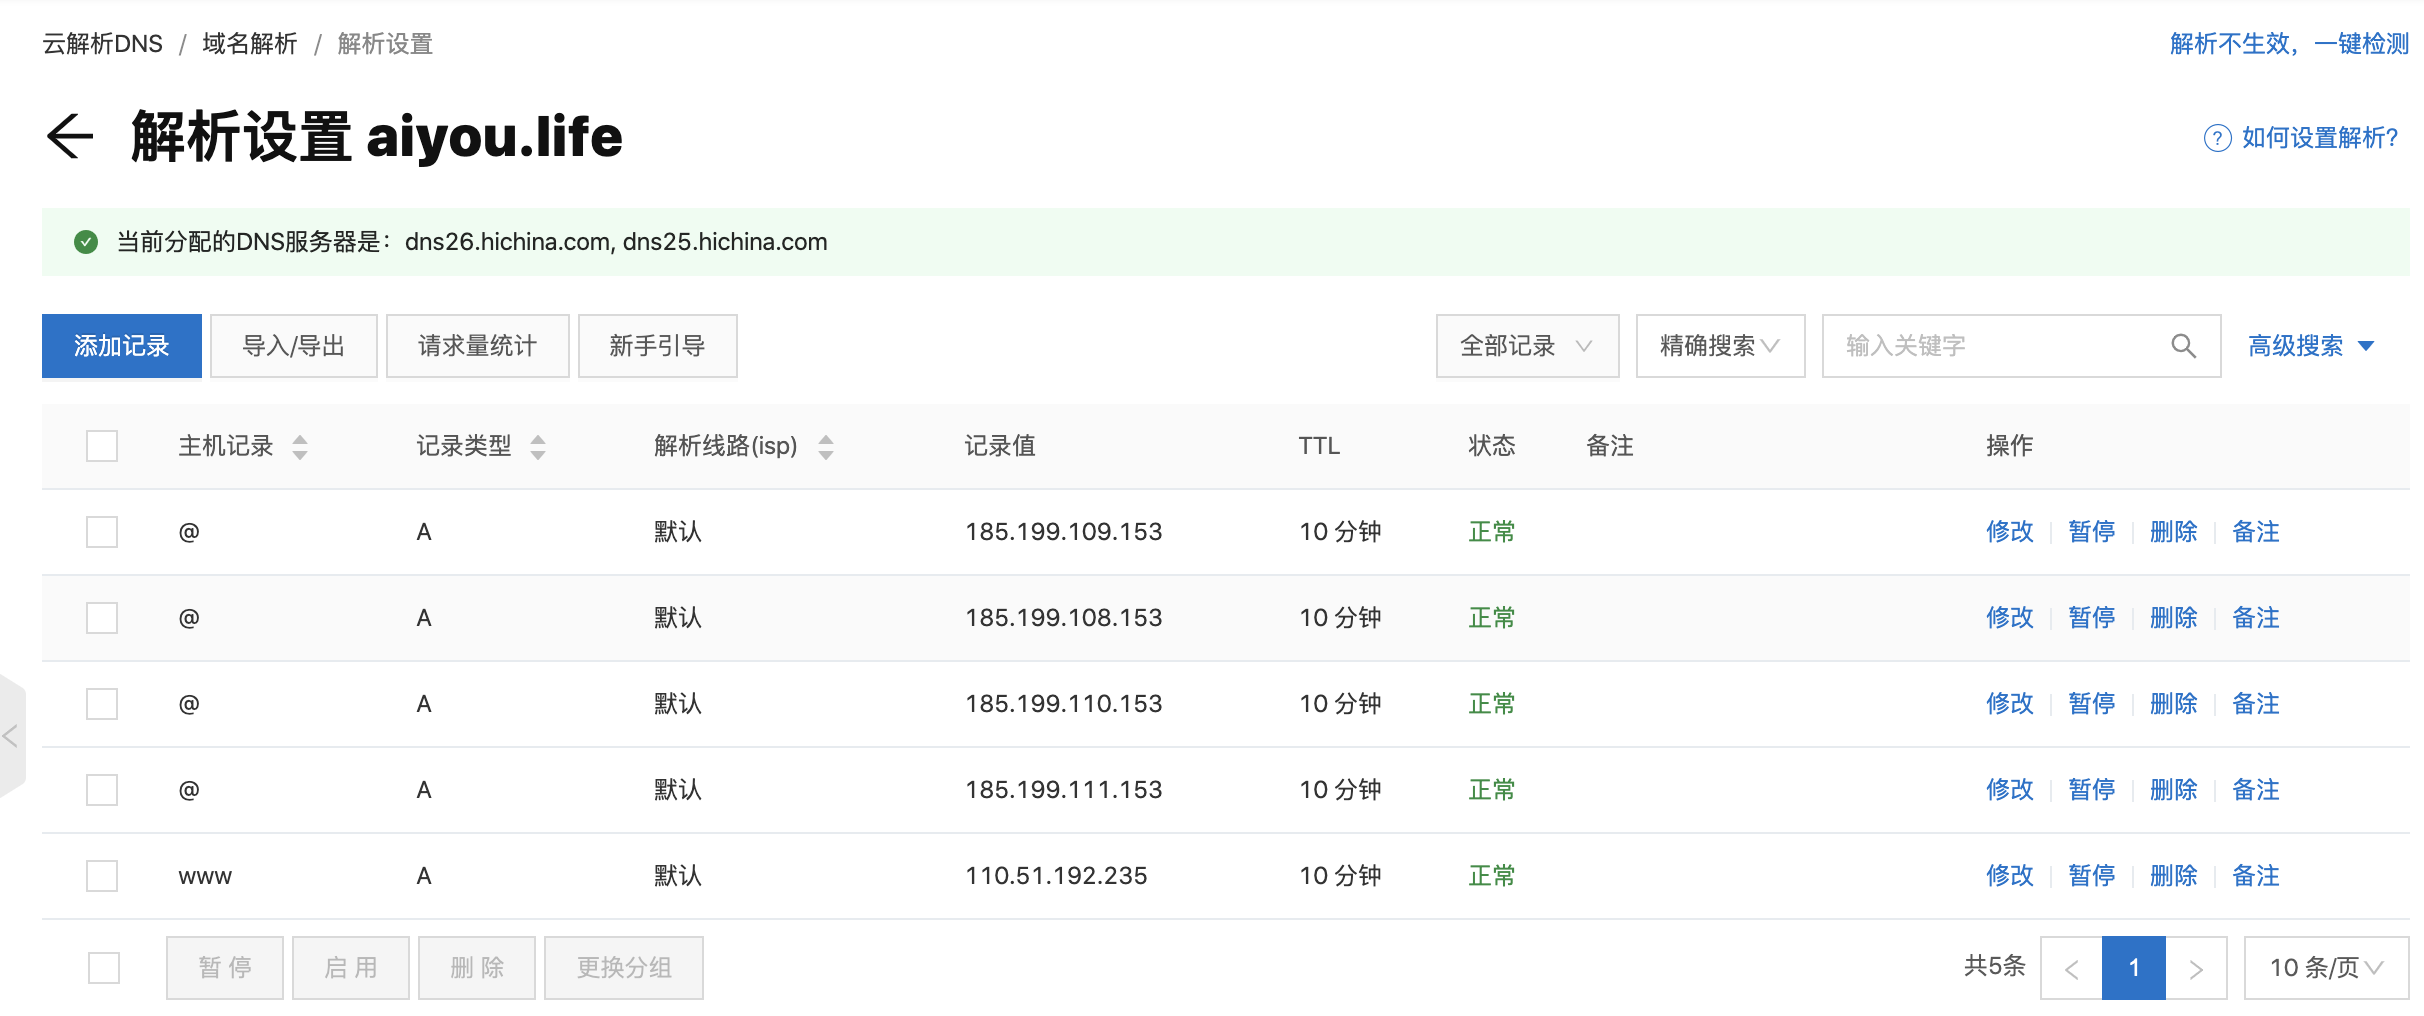 云解析DNS / 域名解析 / 解析设置
解析不生效，一键检测
解析设置 aiyou.life
? 如何设置解析?
当前分配的DNS服务器是： dns26.hichina.com, dns25.hichina.com
添加记录 导入/导出 请求量统计 新手引导 全部记录 精确搜索 输入关键字 高级搜索
主机记录 记录类型 解析线路(isp) 记录值 TTL 状态 备注 操作
@ A 默认 185.199.109.153 10 分钟 正常 修改 暂停 删除 备注
@ A 默认 185.199.108.153 10 分钟 正常 修改 暂停 删除 备注
@ A 默认 185.199.110.153 10 分钟 正常 修改 暂停 删除 备注
@ A 默认 185.199.111.153 10 分钟 正常 修改 暂停 删除 备注
www A 默认 110.51.192.235 10 分钟 正常 修改 暂停 删除 备注
暂 停 启 用 删 除 更换分组 共5条 < 1 > 10 条/页